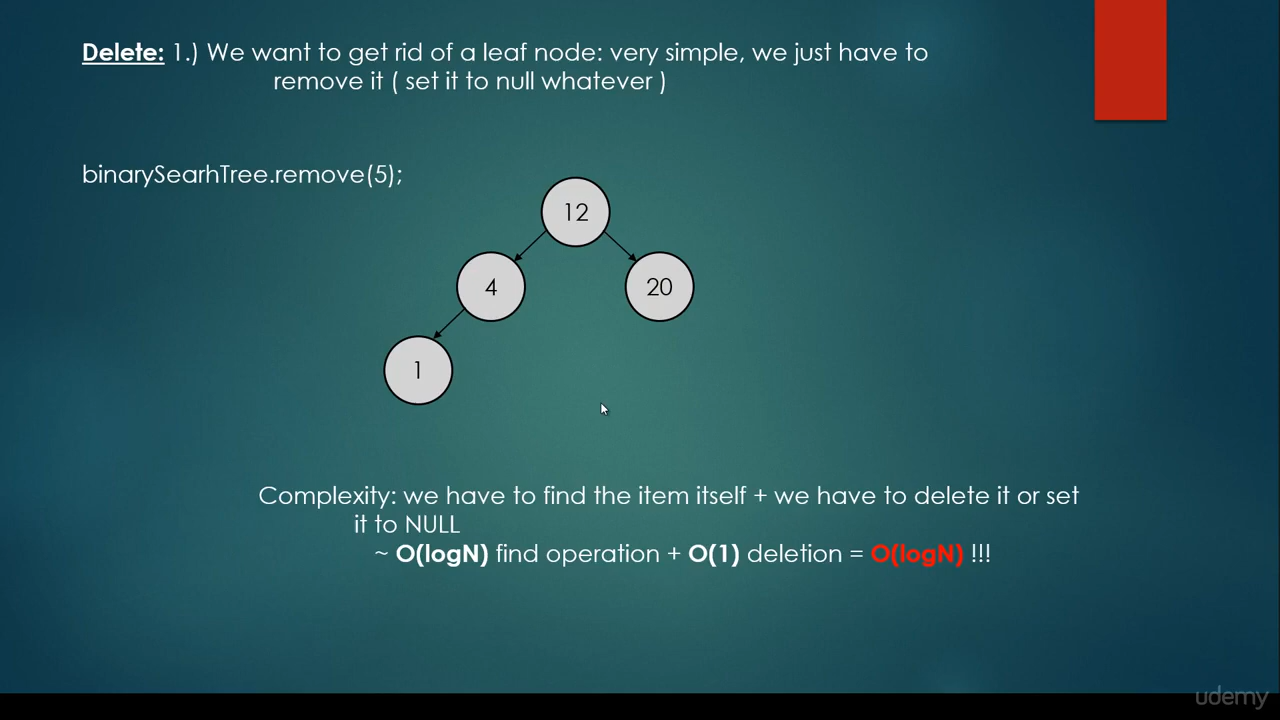 Delete: 1.) We want to get rid of a leaf node: very simple, we just have to
remove it ( set it to null whatever )
binarySearhTree.remove(5);
12
4
20
1
Complexity: we have to find the item itself + we have to delete it or set
it to NULL
~ O(logN) find operation + O(1) deletion = O(logN) !!!
udemy